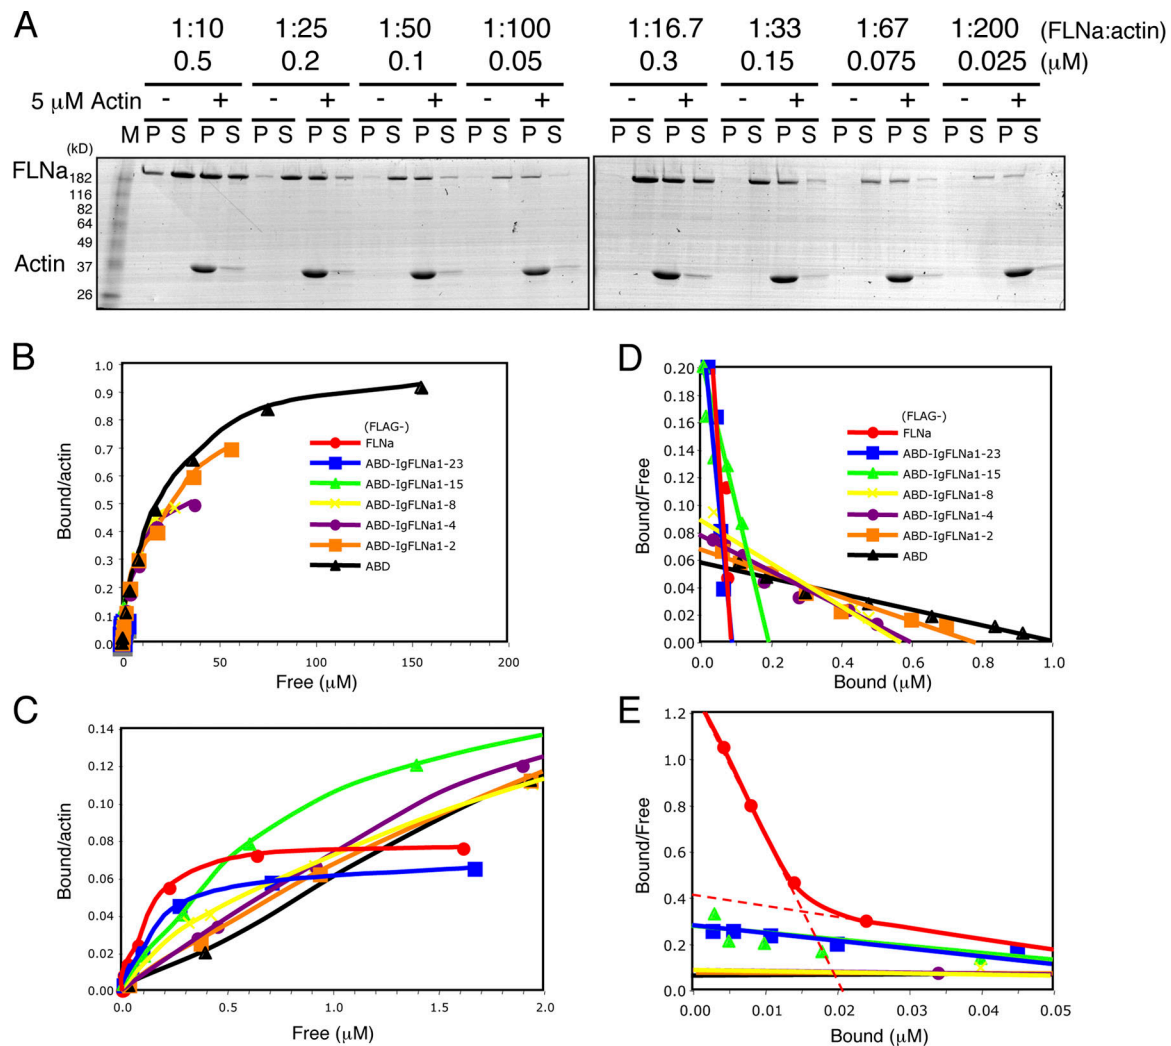 A
1:10 1:25 1:50 1:100 1:16.7 1:33 1:67 1:200 (FLNa:actin)
0.5 0.2 0.1 0.05 0.3 0.15 0.075 0.025 (μM)
5 μM Actin - + - + - + - + - + - + - + - +
M P S P S P S P S P S P S P S P S P S P S P S P S P S P S P S P S
(kD)
FLNa
182
116
82
64
49
Actin
37
26
B
1.0
0.9
0.8
0.7
0.6
0.5
0.4
0.3
0.2
0.1
0.0
Bound/actin
(FLAG-)
FLNa
ABD-IgFLNa1-23
ABD-IgFLNa1-15
ABD-IgFLNa1-8
ABD-IgFLNa1-4
ABD-IgFLNa1-2
ABD
0 50 100 150 200
Free (μM)
D
0.20
0.16
0.14
0.12
0.10
0.08
0.06
0.04
0.02
0.00
Bound/Free
(FLAG-)
FLNa
ABD-IgFLNa1-23
ABD-IgFLNa1-15
ABD-IgFLNa1-8
ABD-IgFLNa1-4
ABD-IgFLNa1-2
ABD
0.0 0.2 0.4 0.6 0.8 1.0
Bound (μM)
C
0.14
0.12
0.10
0.08
0.06
0.04
0.02
0.00
Bound/actin
0.0 0.5 1.0 1.5 2.0
Free (μM)
E
1.2
1.0
0.8
0.6
0.4
0.2
0.0
Bound/Free
0.00 0.01 0.02 0.03 0.04 0.05
Bound (μM)